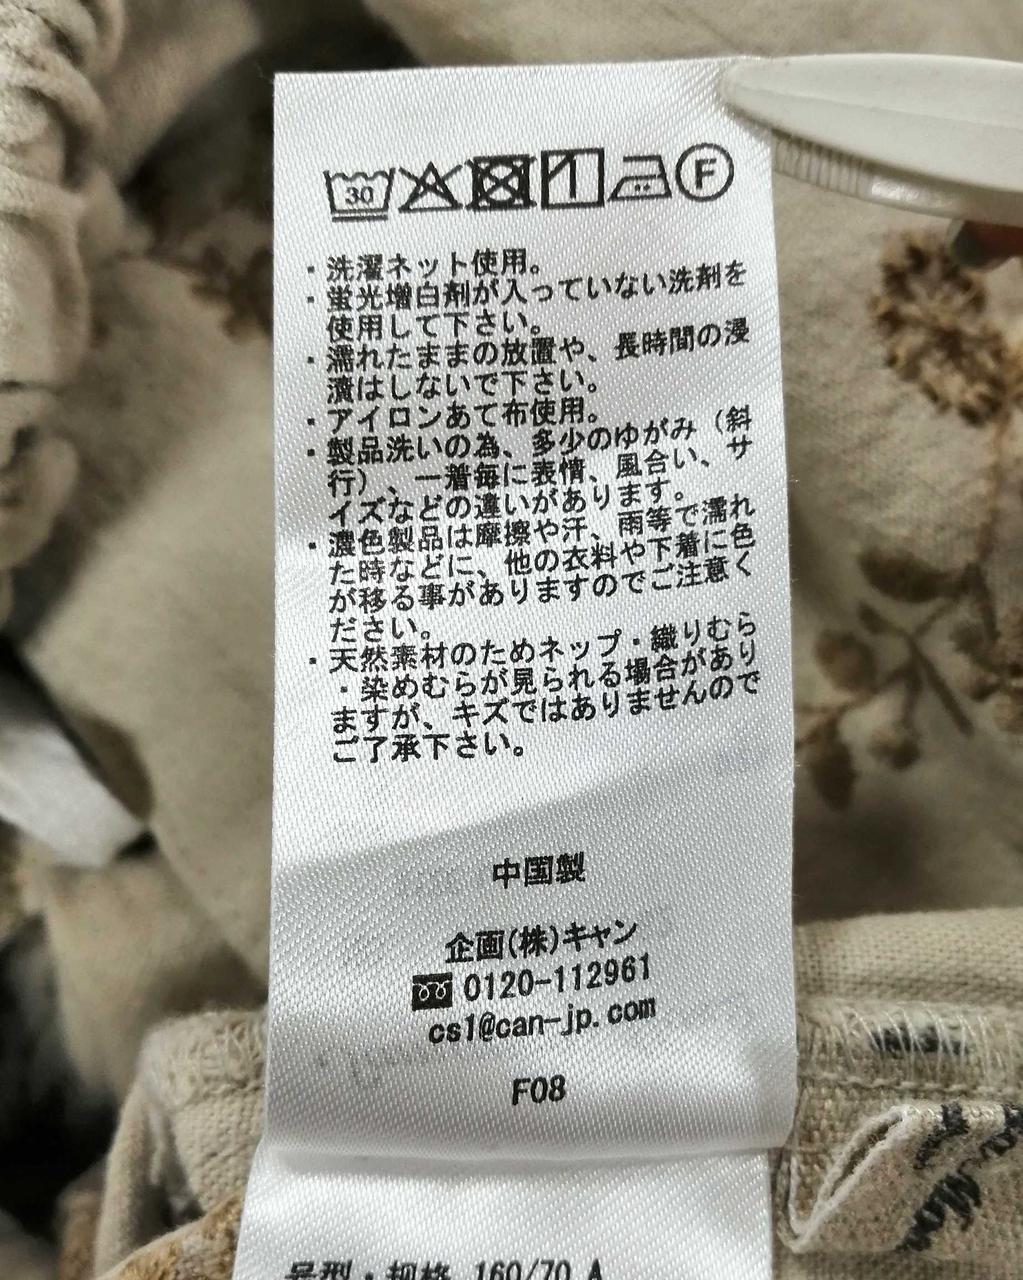 30 F
・洗濯ネット使用。
・蛍光増白剤が入っていない洗剤を
使用して下さい。
・濡れたままの放置や、長時間の浸
漬はしないで下さい。
・アイロンあて布使用。
・製品洗いの為、多少のゆがみ（斜
行）、一着毎に表情、風合い、サ
イズなどの違いがあります。
・濃色製品は摩擦や汗、雨等で濡れ
た時などに、他の衣料や下着に色
が移る事がありますのでご注意く
ださい。
・天然素材のためネップ・織りむら
・染めむらが見られる場合があり
ますが、キズではありませんので
ご了承下さい。
中国製
企画(株)キャン
0120-112961
cs1@can-jp.com
F08
号型・规格 160/70 A